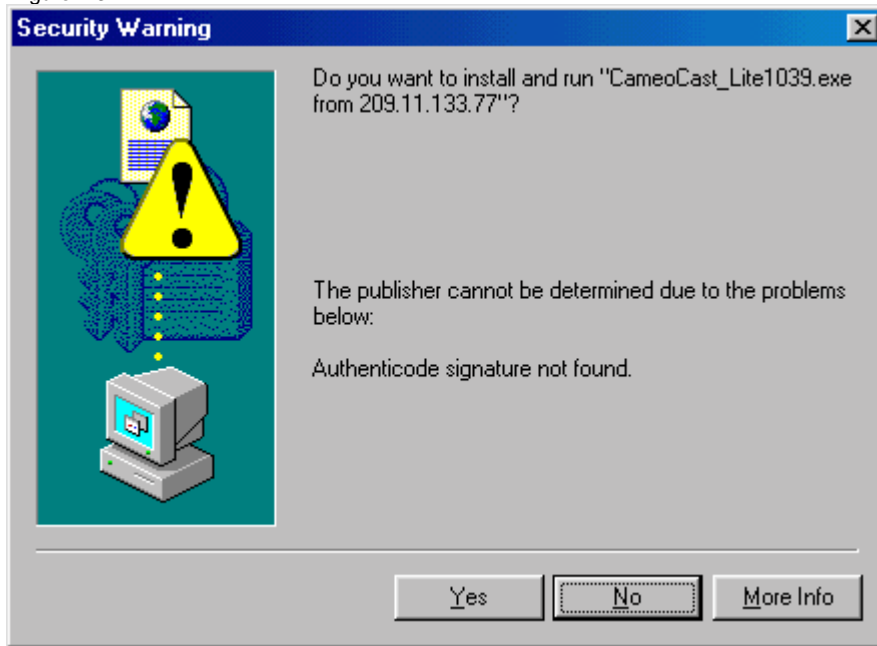 Security Warning
Do you want to install and run "CameoCast_Lite1039.exe
from 209.11.133.77"?
The publisher cannot be determined due to the problems
below:
Authenticode signature not found.
Yes
No
More Info